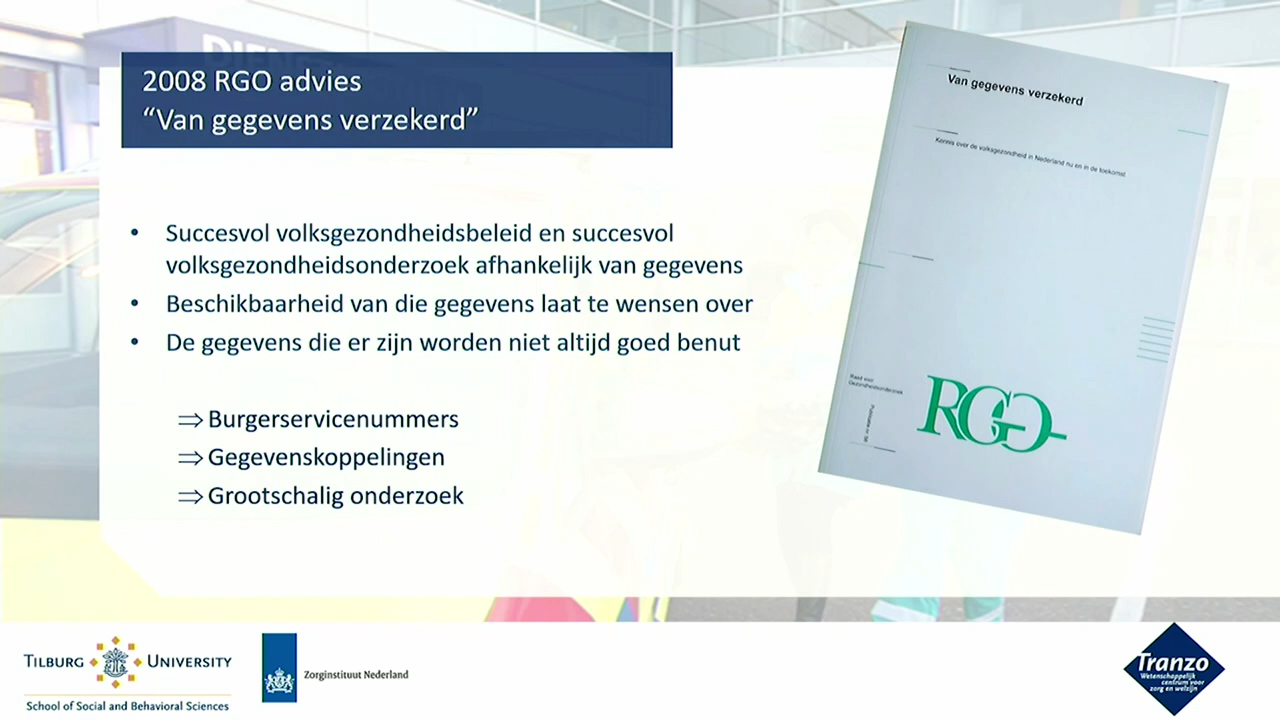 2008 RGO advies
“Van gegevens verzekerd”
• Succesvol volksgezondheidsbeleid en succesvol
volksgezondheidsonderzoek afhankelijk van gegevens
• Beschikbaarheid van die gegevens laat te wensen over
• De gegevens die er zijn worden niet altijd goed benut
⇒ Burgerservicenummers
⇒ Gegevenskoppelingen
⇒ Grootschalig onderzoek
Van gegevens verzekerd
Kennis over de volksgezondheid in Nederland nu en in de toekomst
Raad voor
Gezondheidsonderzoek
RGO
TILBURG UNIVERSITY
School of Social and Behavioral Sciences
Zorginstituut Nederland
Tranzo
Wetenschappelijk
centrum voor
zorg en welzijn